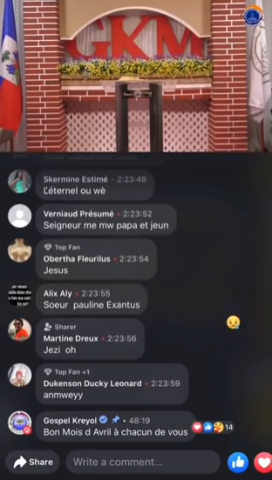 GKM
Skermine Estimé · 2:23:48
L'éternel ou wè
Verniaud Présumé • 2:23:52
Seigneur me mw papa et jeun
Top Fan
Obertha Fleurilus • 2:23:54
Jesus
Alix Aly • 2:23:55
Soeur pauline Exantus
Sharer
Martine Dreux • 2:23:56
Jezi oh
Top Fan +1
Dukenson Ducky Leonard • 2:23:59
anmweyy
Gospel Kreyol • 48:19
Bon Mois d Avril à chacun de vous
14
Share
Write a comment...